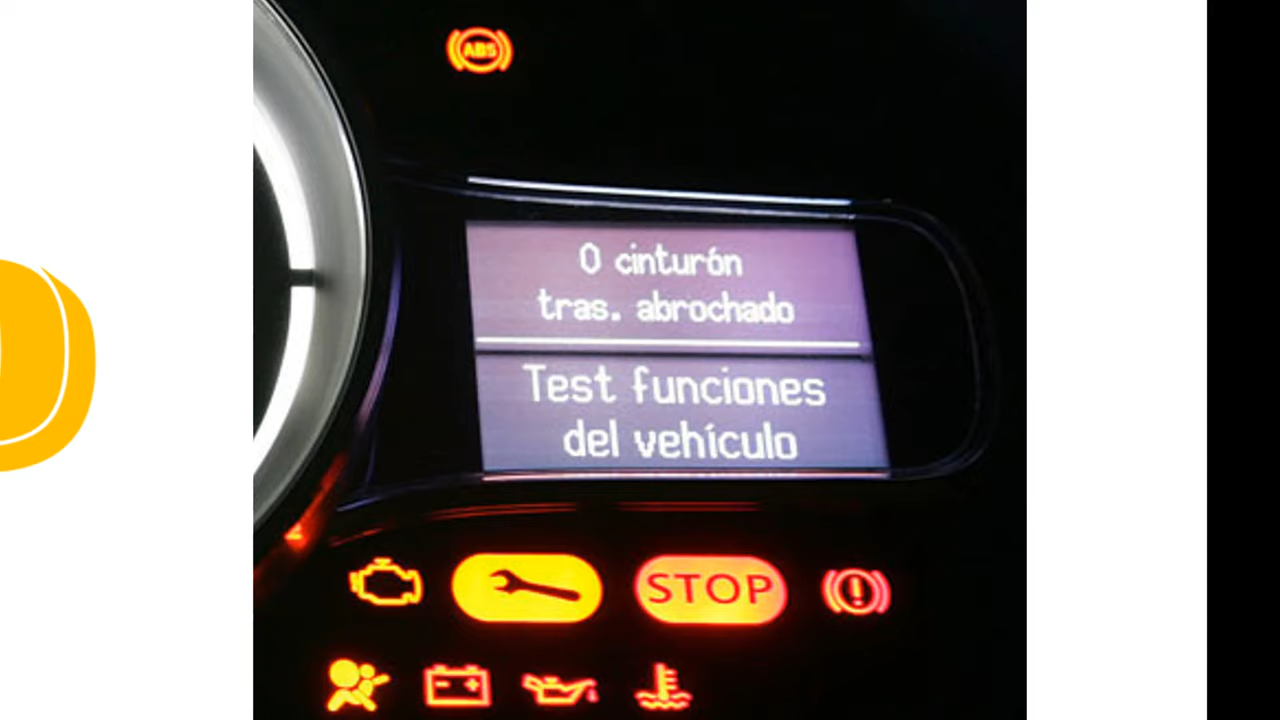 ABS
0 cinturón
tras. abrochado
Test funciones
del vehículo
STOP